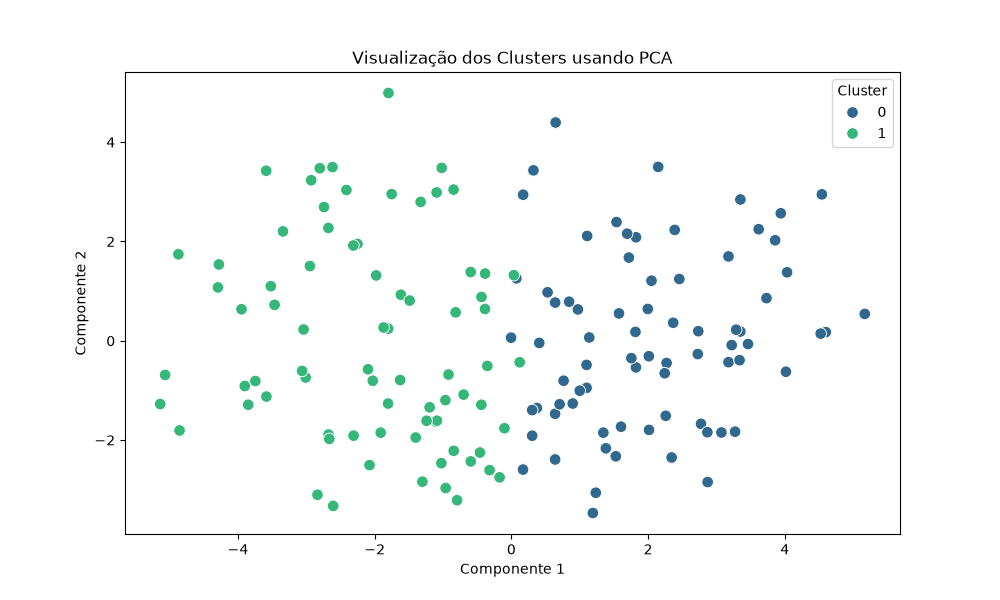 Visualização dos Clusters usando PCA
Cluster
0
1
4
2
0
−2
Componente 2
−4
−2
0
2
4
Componente 1